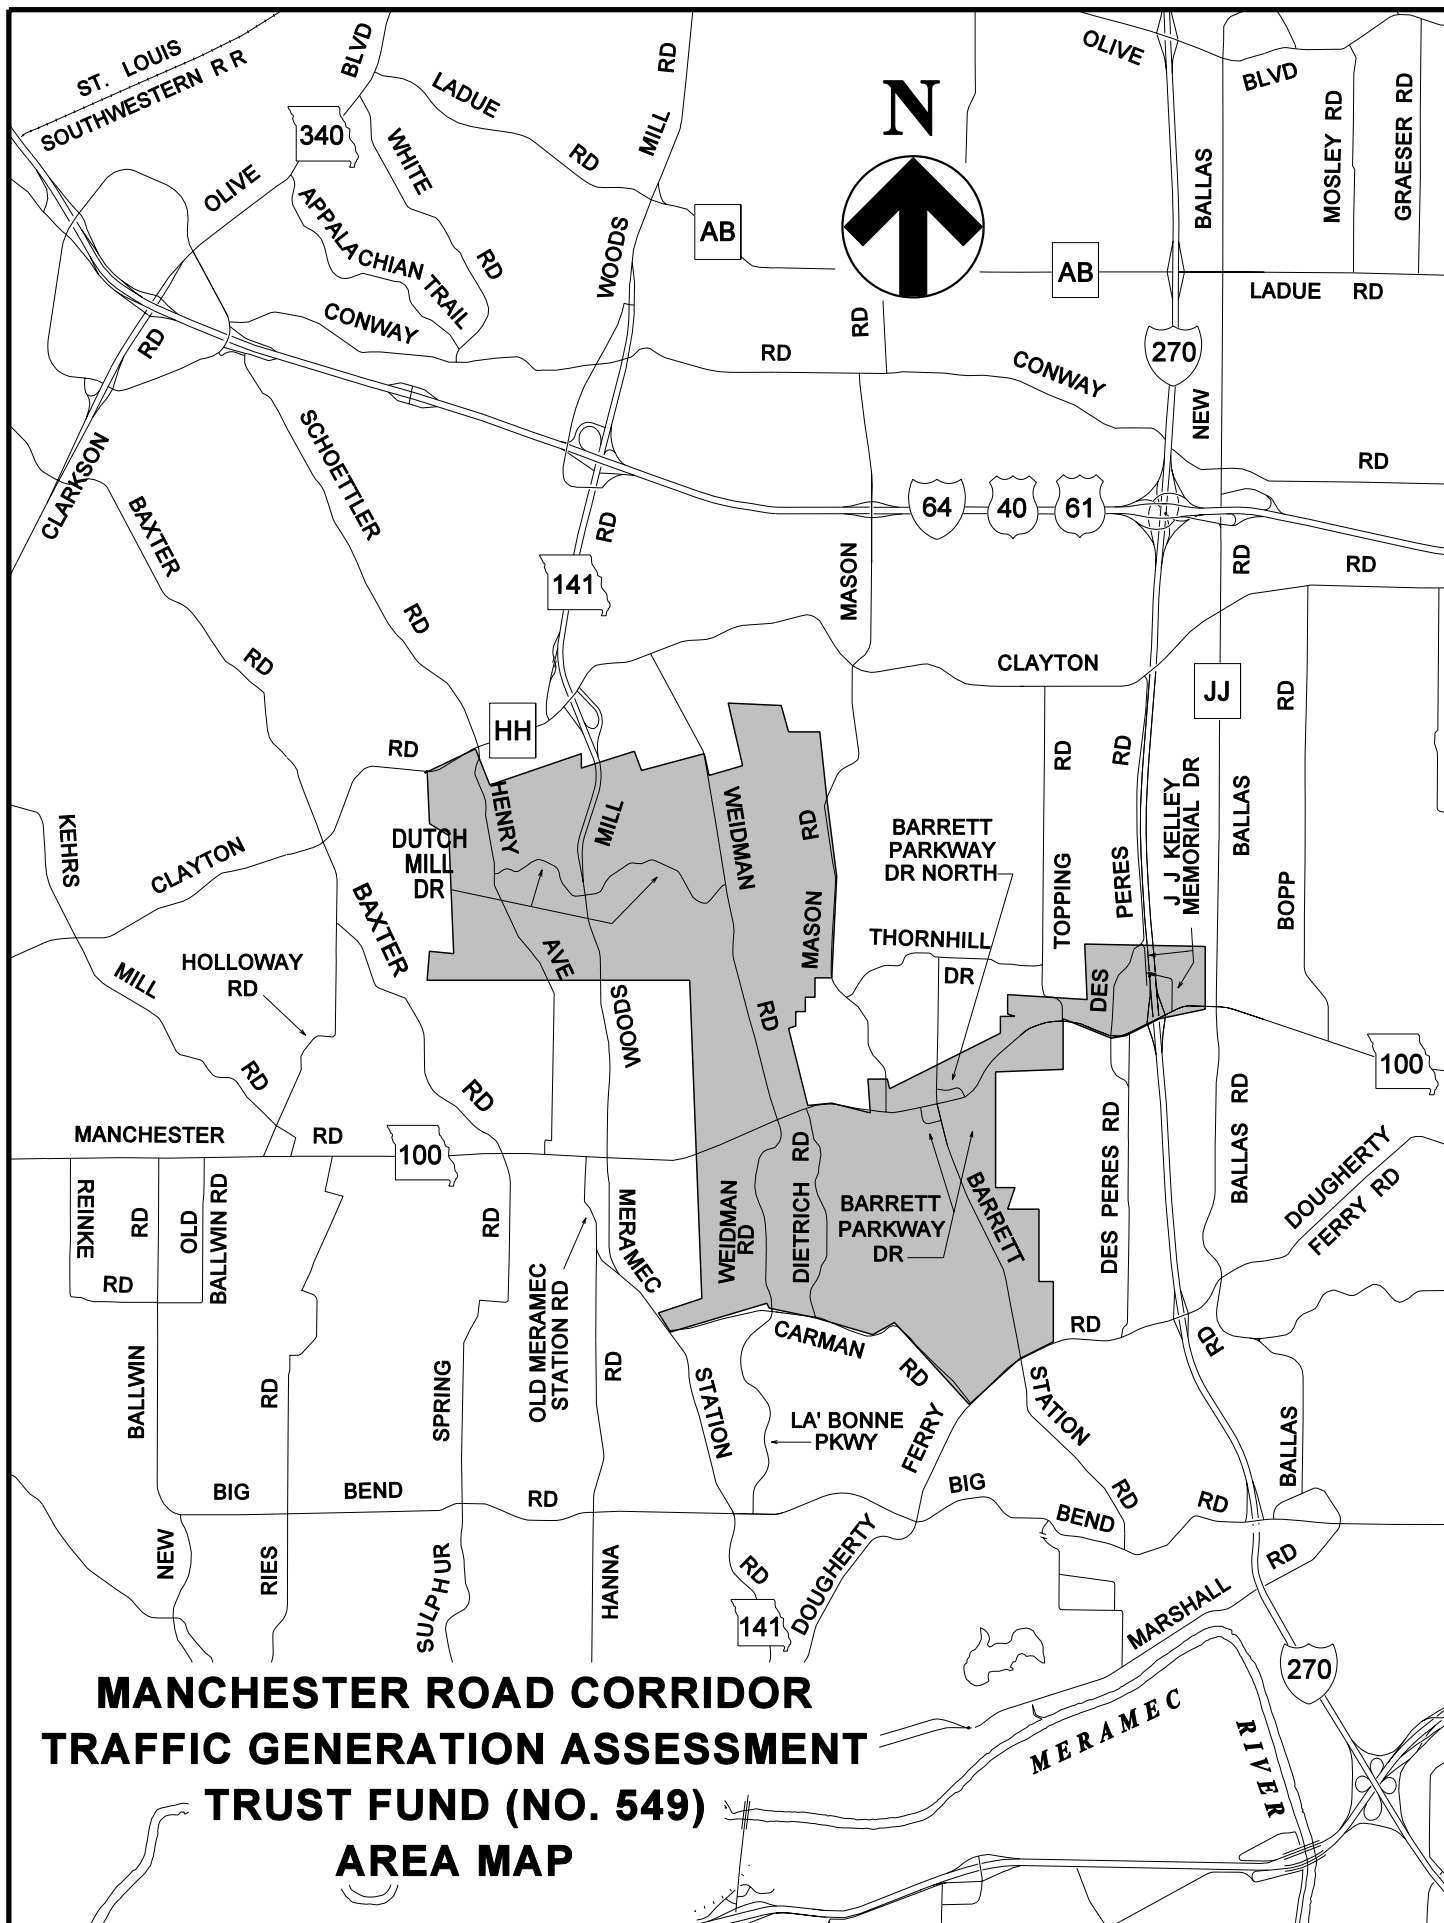 ST. LOUIS
SOUTHWESTERN R R
BLVD
340
OLIVE
LADUE
RD
WHITE
RD
APPALACHIAN TRAIL
RD
MILL
WOODS
AB
N
OLIVE
BLVD
BALLAS
MOSLEY RD
GRAESER RD
AB
LADUE RD
CONWAY
RD
RD
RD
CONWAY
270
NEW
RD
CLARKSON
BAXTER
RD
SCHOETTLER
RD
RD
141
64
40
61
MASON
RD
RD
CLAYTON
JJ
RD
HH
RD
RD
RD
J J KELLEY
MEMORIAL DR
BALLAS
KEHRS
CLAYTON
DUTCH
MILL
DR
HENRY
MILL
WEIDMAN
RD
BARRETT
PARKWAY
DR NORTH
TOPPING
PERES
BOPP
BAXTER
HOLLOWAY
RD
MILL
AVE
MASON
THORNHILL
DR
DES
WOODS
RD
RD
RD
100
MANCHESTER
RD
100
REINKE
RD
RD
OLD
BALLWIN RD
RD
MERAMEC
OLD MERAMEC
STATION RD
WEIDMAN
RD
DIETRICH RD
BARRETT
PARKWAY
DR
BARRETT
DES PERES RD
BALLAS RD
DOUGHERTY
FERRY RD
BALLWIN
RD
SPRING
RD
CARMAN
RD
RD
RD
STATION
LA' BONNE
PKWY
FERRY
STATION
BALLAS
BIG
BEND
RD
BIG
BEND
RD
RD
NEW
RIES
SULPHUR
HANNA
RD
141
DOUGHERTY
MARSHALL
RD
270
MERAMEC
RIVER
MANCHESTER ROAD CORRIDOR
TRAFFIC GENERATION ASSESSMENT
TRUST FUND (NO. 549)
AREA MAP